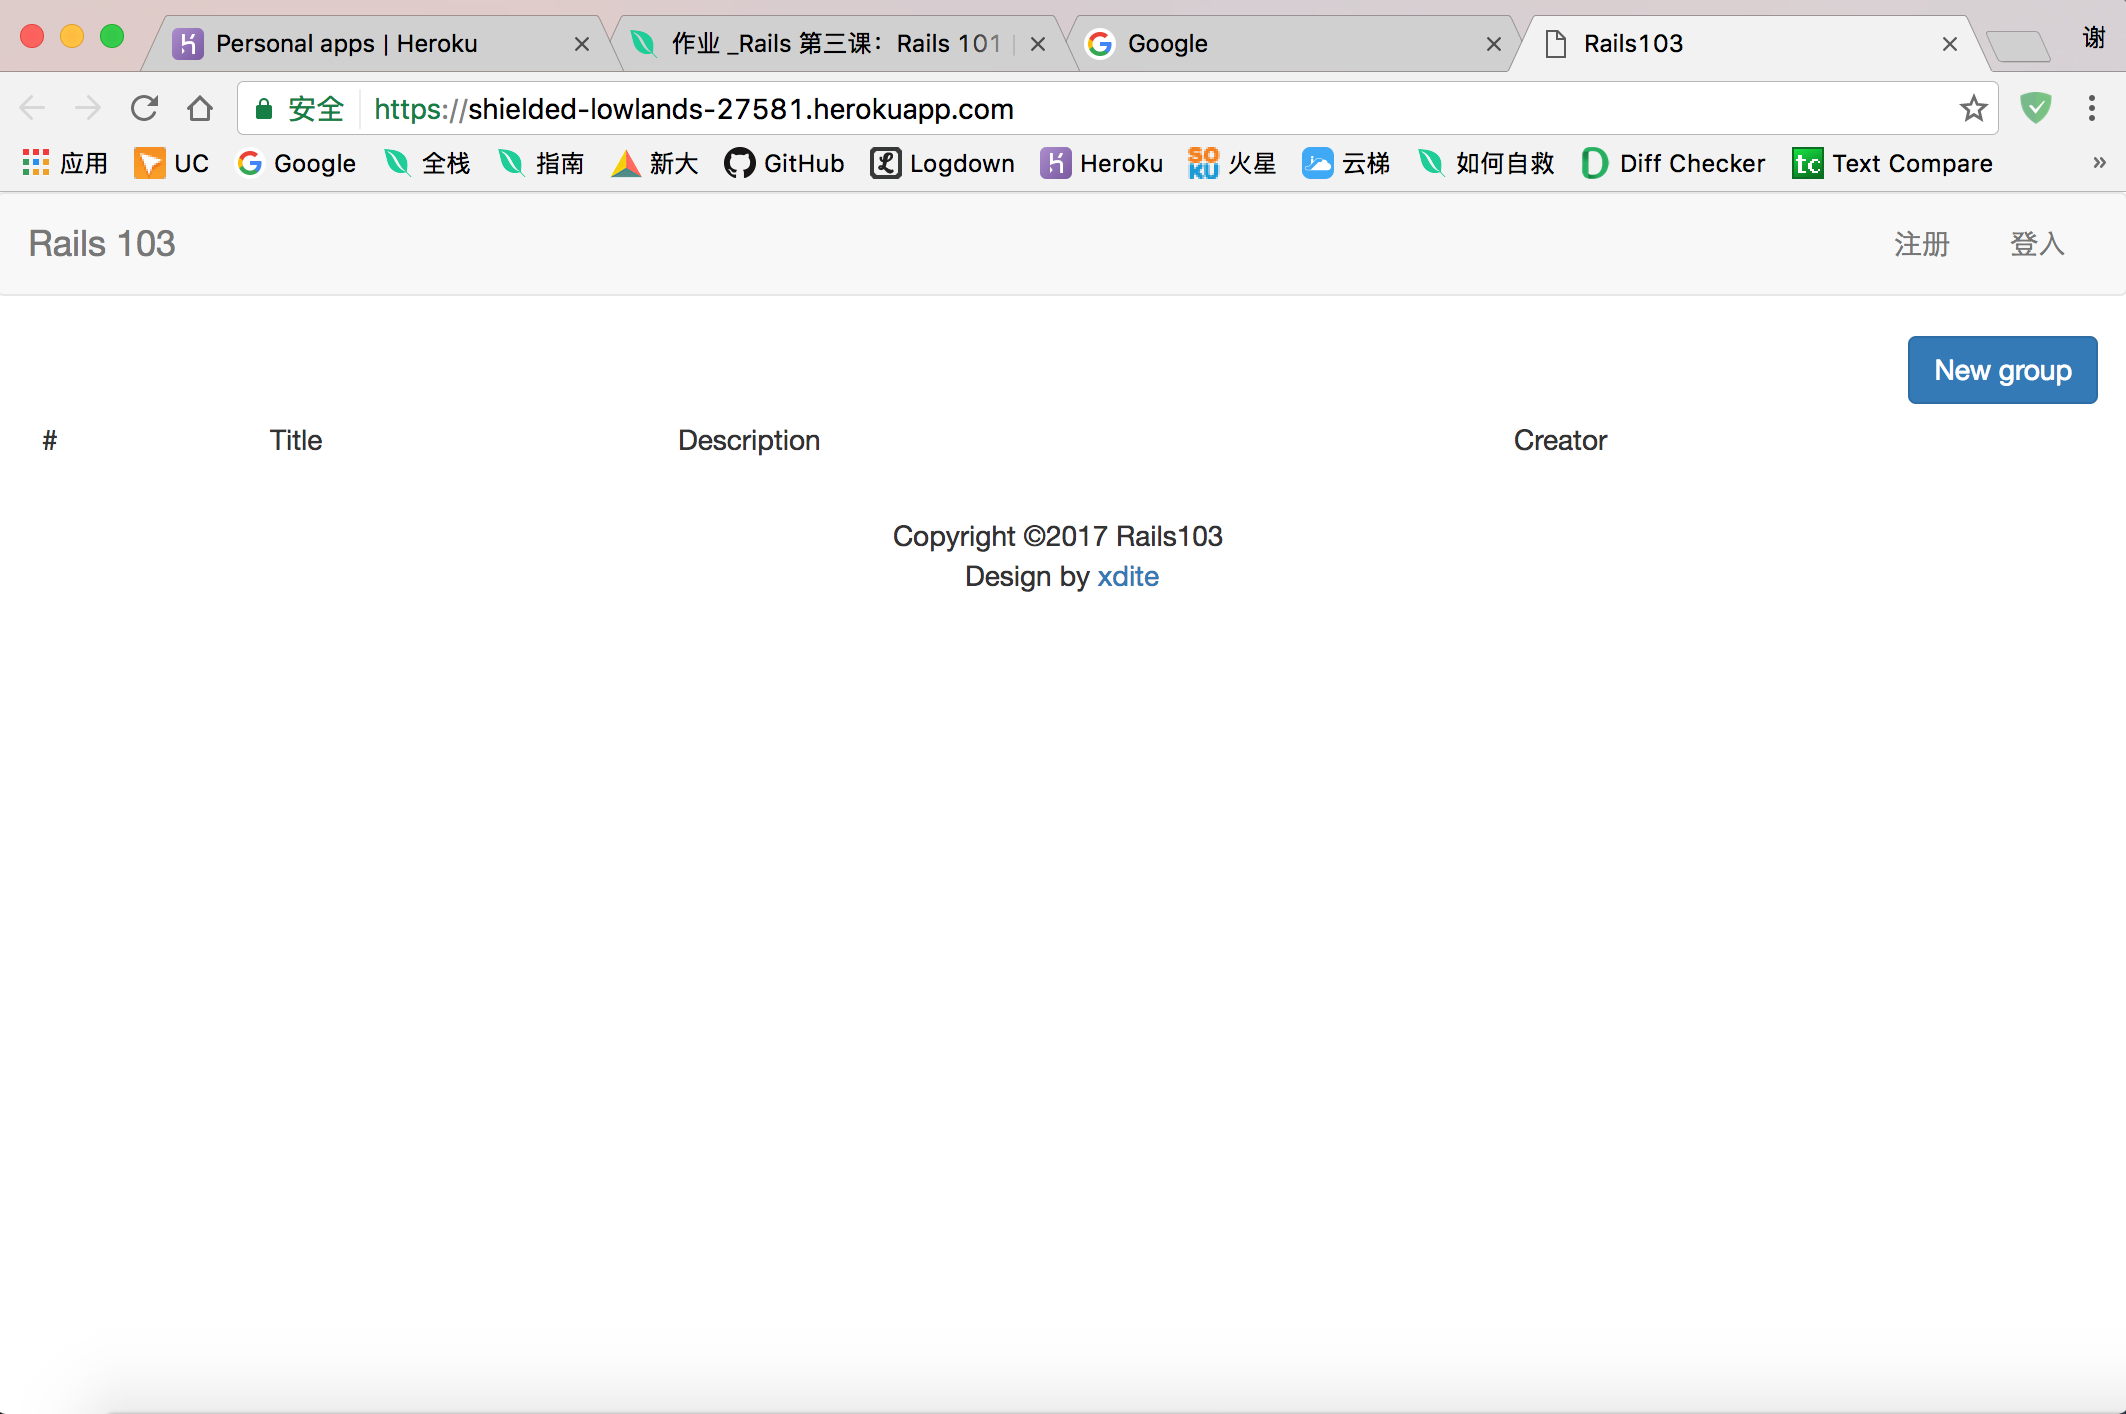 Personal apps | Heroku
作业 _Rails 第三课：Rails 101 |
Google
Rails103
谢
安全 https://shielded-lowlands-27581.herokuapp.com
应用 UC Google 全栈 指南 新大 GitHub Logdown Heroku SOKU 火星 云梯 如何自救 Diff Checker tc Text Compare »
Rails 103 注册 登入
New group
# Title Description Creator
Copyright ©2017 Rails103
Design by xdite